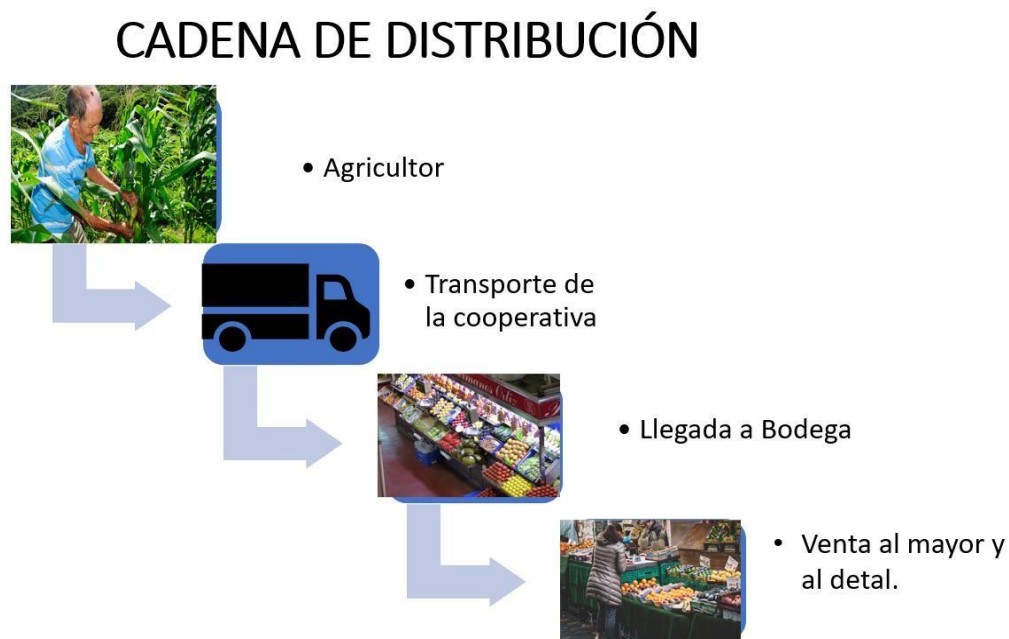 CADENA DE DISTRIBUCIÓN
• Agricultor
• Transporte de
la cooperativa
• Llegada a Bodega
• Venta al mayor y
al detal.